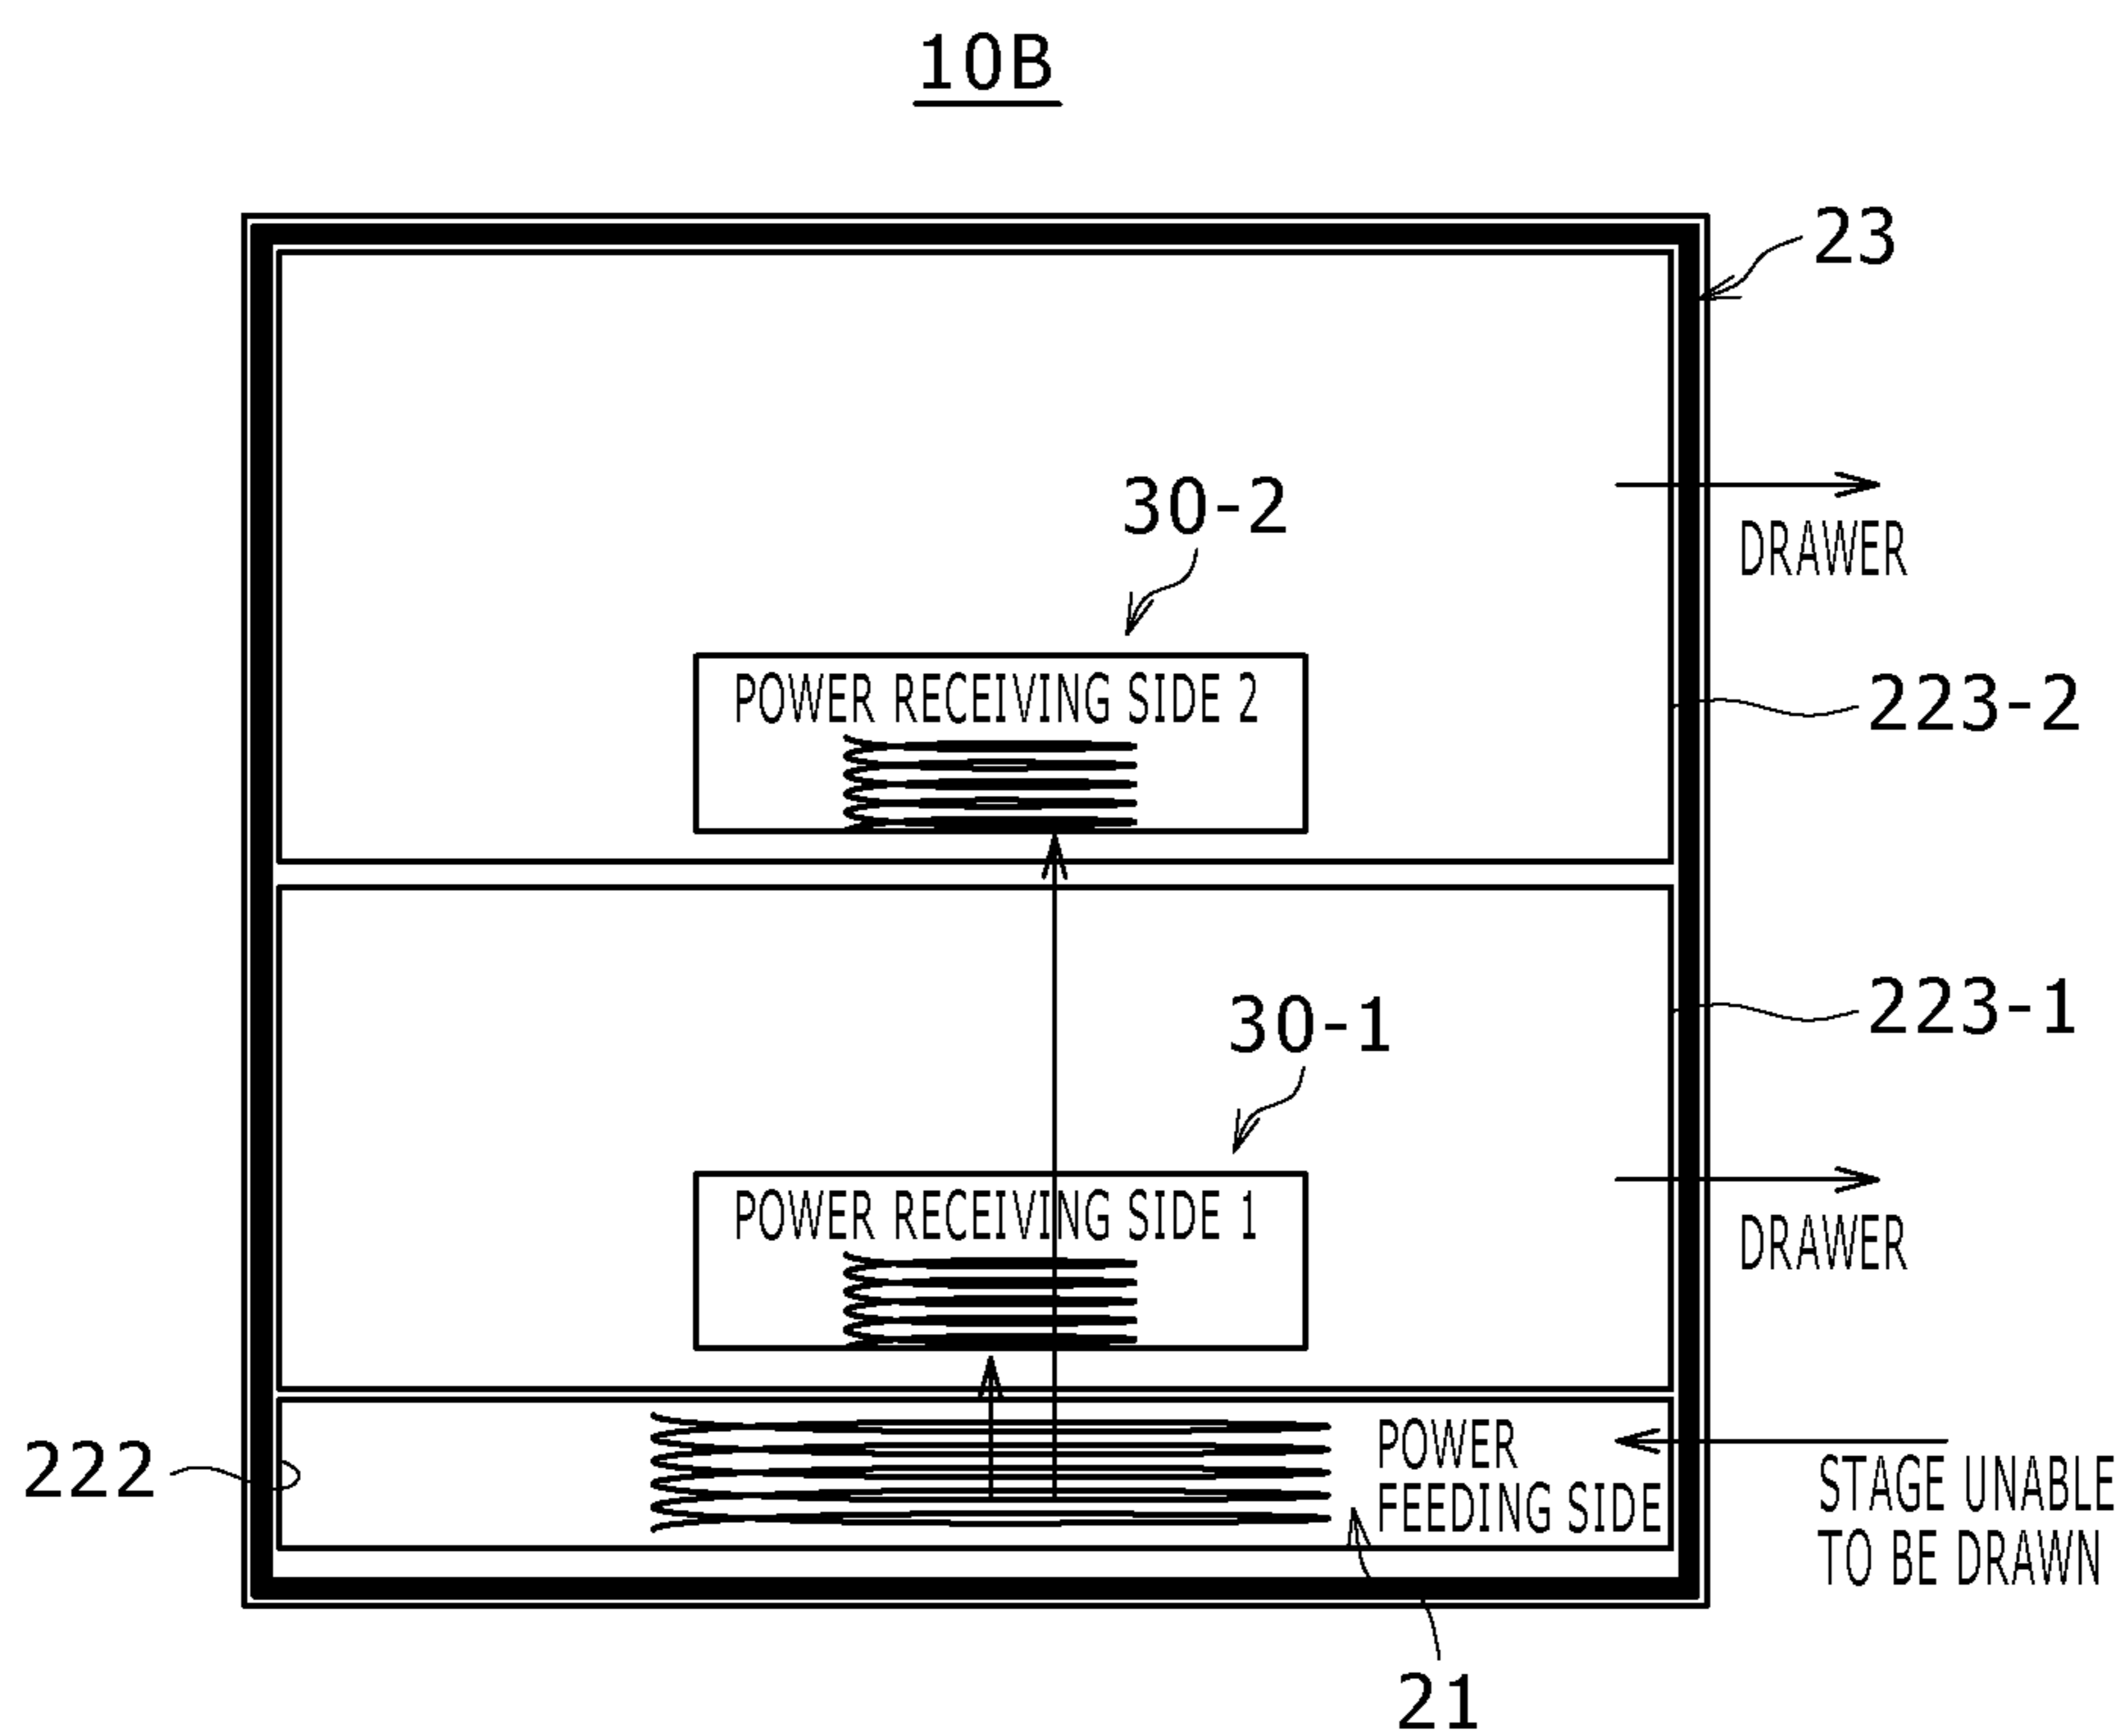 10B
23
30-2
DRAWER
POWER RECEIVING SIDE 2
223-2
223-1
30-1
DRAWER
POWER RECEIVING SIDE 1
222
POWER
FEEDING SIDE
STAGE UNABLE
TO BE DRAWN
21